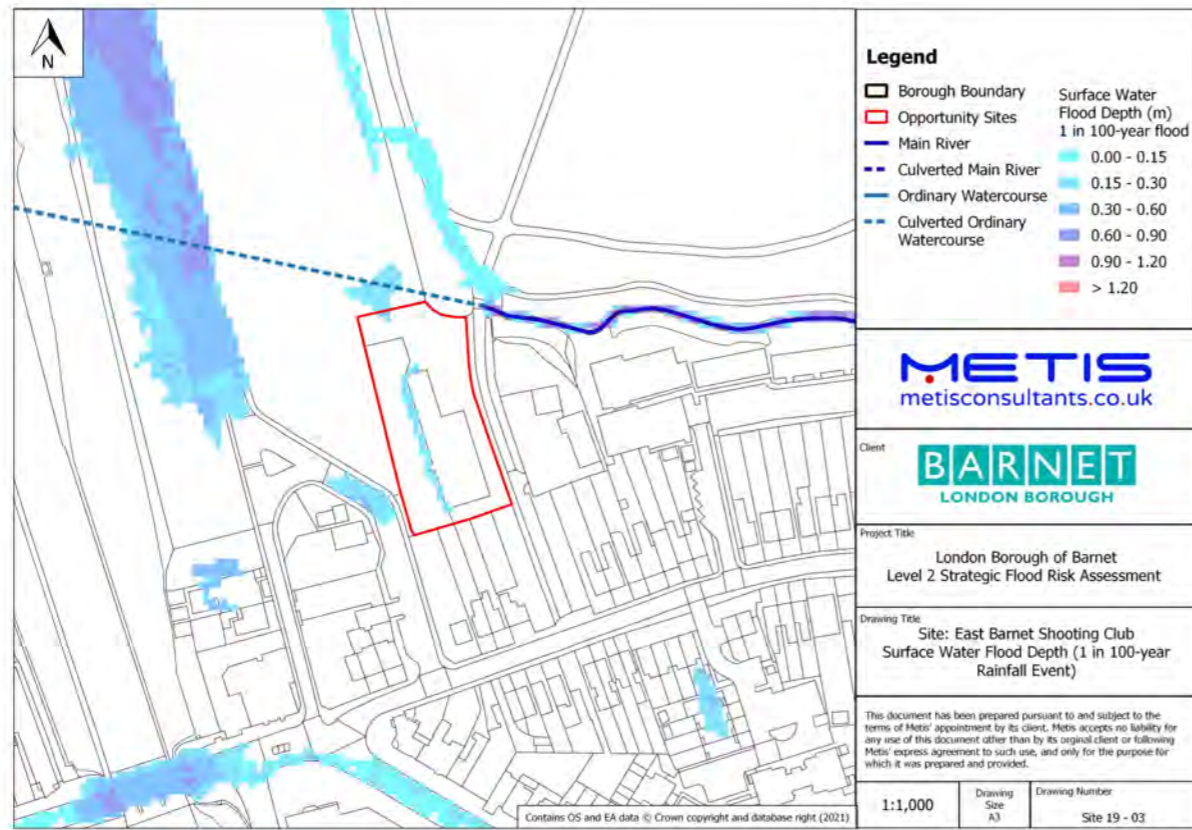 N
Legend
Borough Boundary
Opportunity Sites
Main River
Culverted Main River
Ordinary Watercourse
Culverted Ordinary
Watercourse
Surface Water
Flood Depth (m)
1 in 100-year flood
0.00 - 0.15
0.15 - 0.30
0.30 - 0.60
0.60 - 0.90
0.90 - 1.20
> 1.20
METIS
metisconsultants.co.uk
Client
BARNET
LONDON BOROUGH
Project Title
London Borough of Barnet
Level 2 Strategic Flood Risk Assessment
Drawing Title
Site: East Barnet Shooting Club
Surface Water Flood Depth (1 in 100-year
Rainfall Event)
This document has been prepared pursuant to and subject to the
terms of Metis' appointment by its client. Metis accepts no liability for
any use of this document other than by its orginal client or following
Metis' express agreement to such use, and only for the purpose for
which it was prepared and provided.
1:1,000
Drawing
Size
A3
Drawing Number
Site 19 - 03
Contains OS and EA data © Crown copyright and database right (2021)